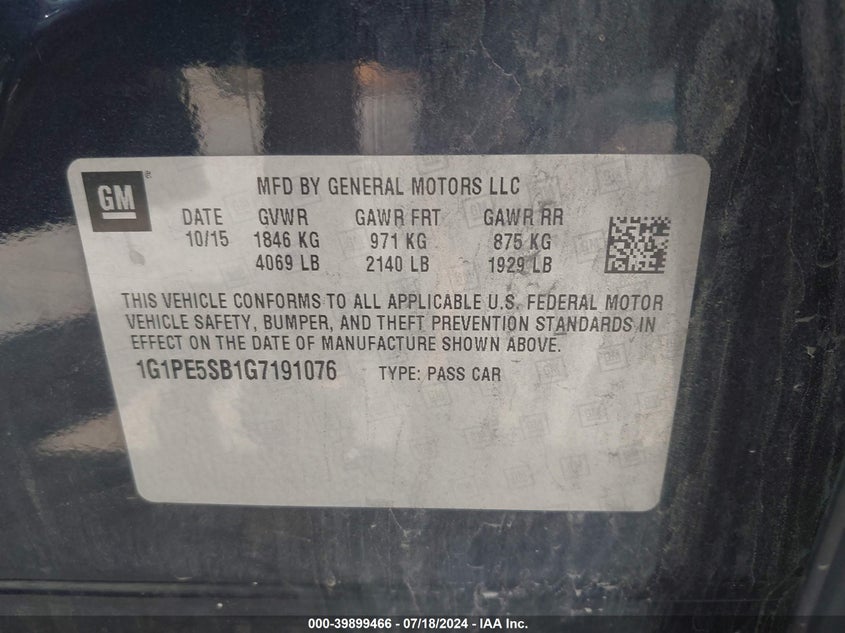 GM
MFD BY GENERAL MOTORS LLC
DATE GVWR GAWR FRT GAWR RR
10/15 1846 KG 971 KG 875 KG
4069 LB 2140 LB 1929 LB
THIS VEHICLE CONFORMS TO ALL APPLICABLE U.S. FEDERAL MOTOR
VEHICLE SAFETY, BUMPER, AND THEFT PREVENTION STANDARDS IN
EFFECT ON THE DATE OF MANUFACTURE SHOWN ABOVE.
1G1PE5SB1G7191076 TYPE: PASS CAR
000-39899466 - 07/18/2024 - IAA Inc.